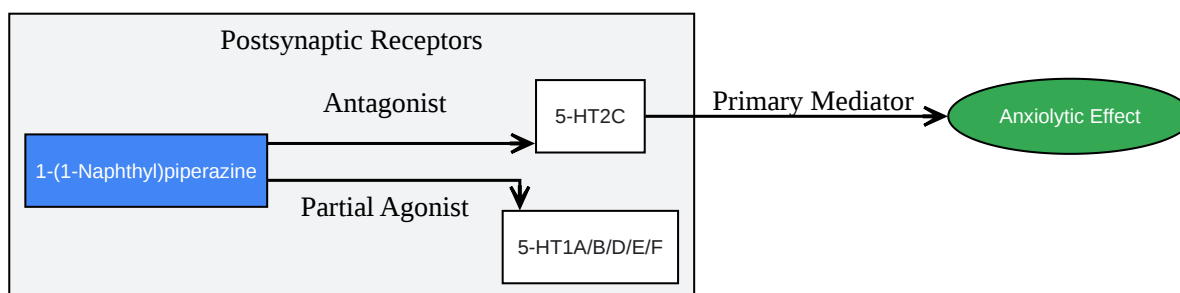 Postsynaptic Receptors
Antagonist
5-HT2C
Primary Mediator
Anxiolytic Effect
1-(1-Naphthyl)piperazine
Partial Agonist
5-HT1A/B/D/E/F